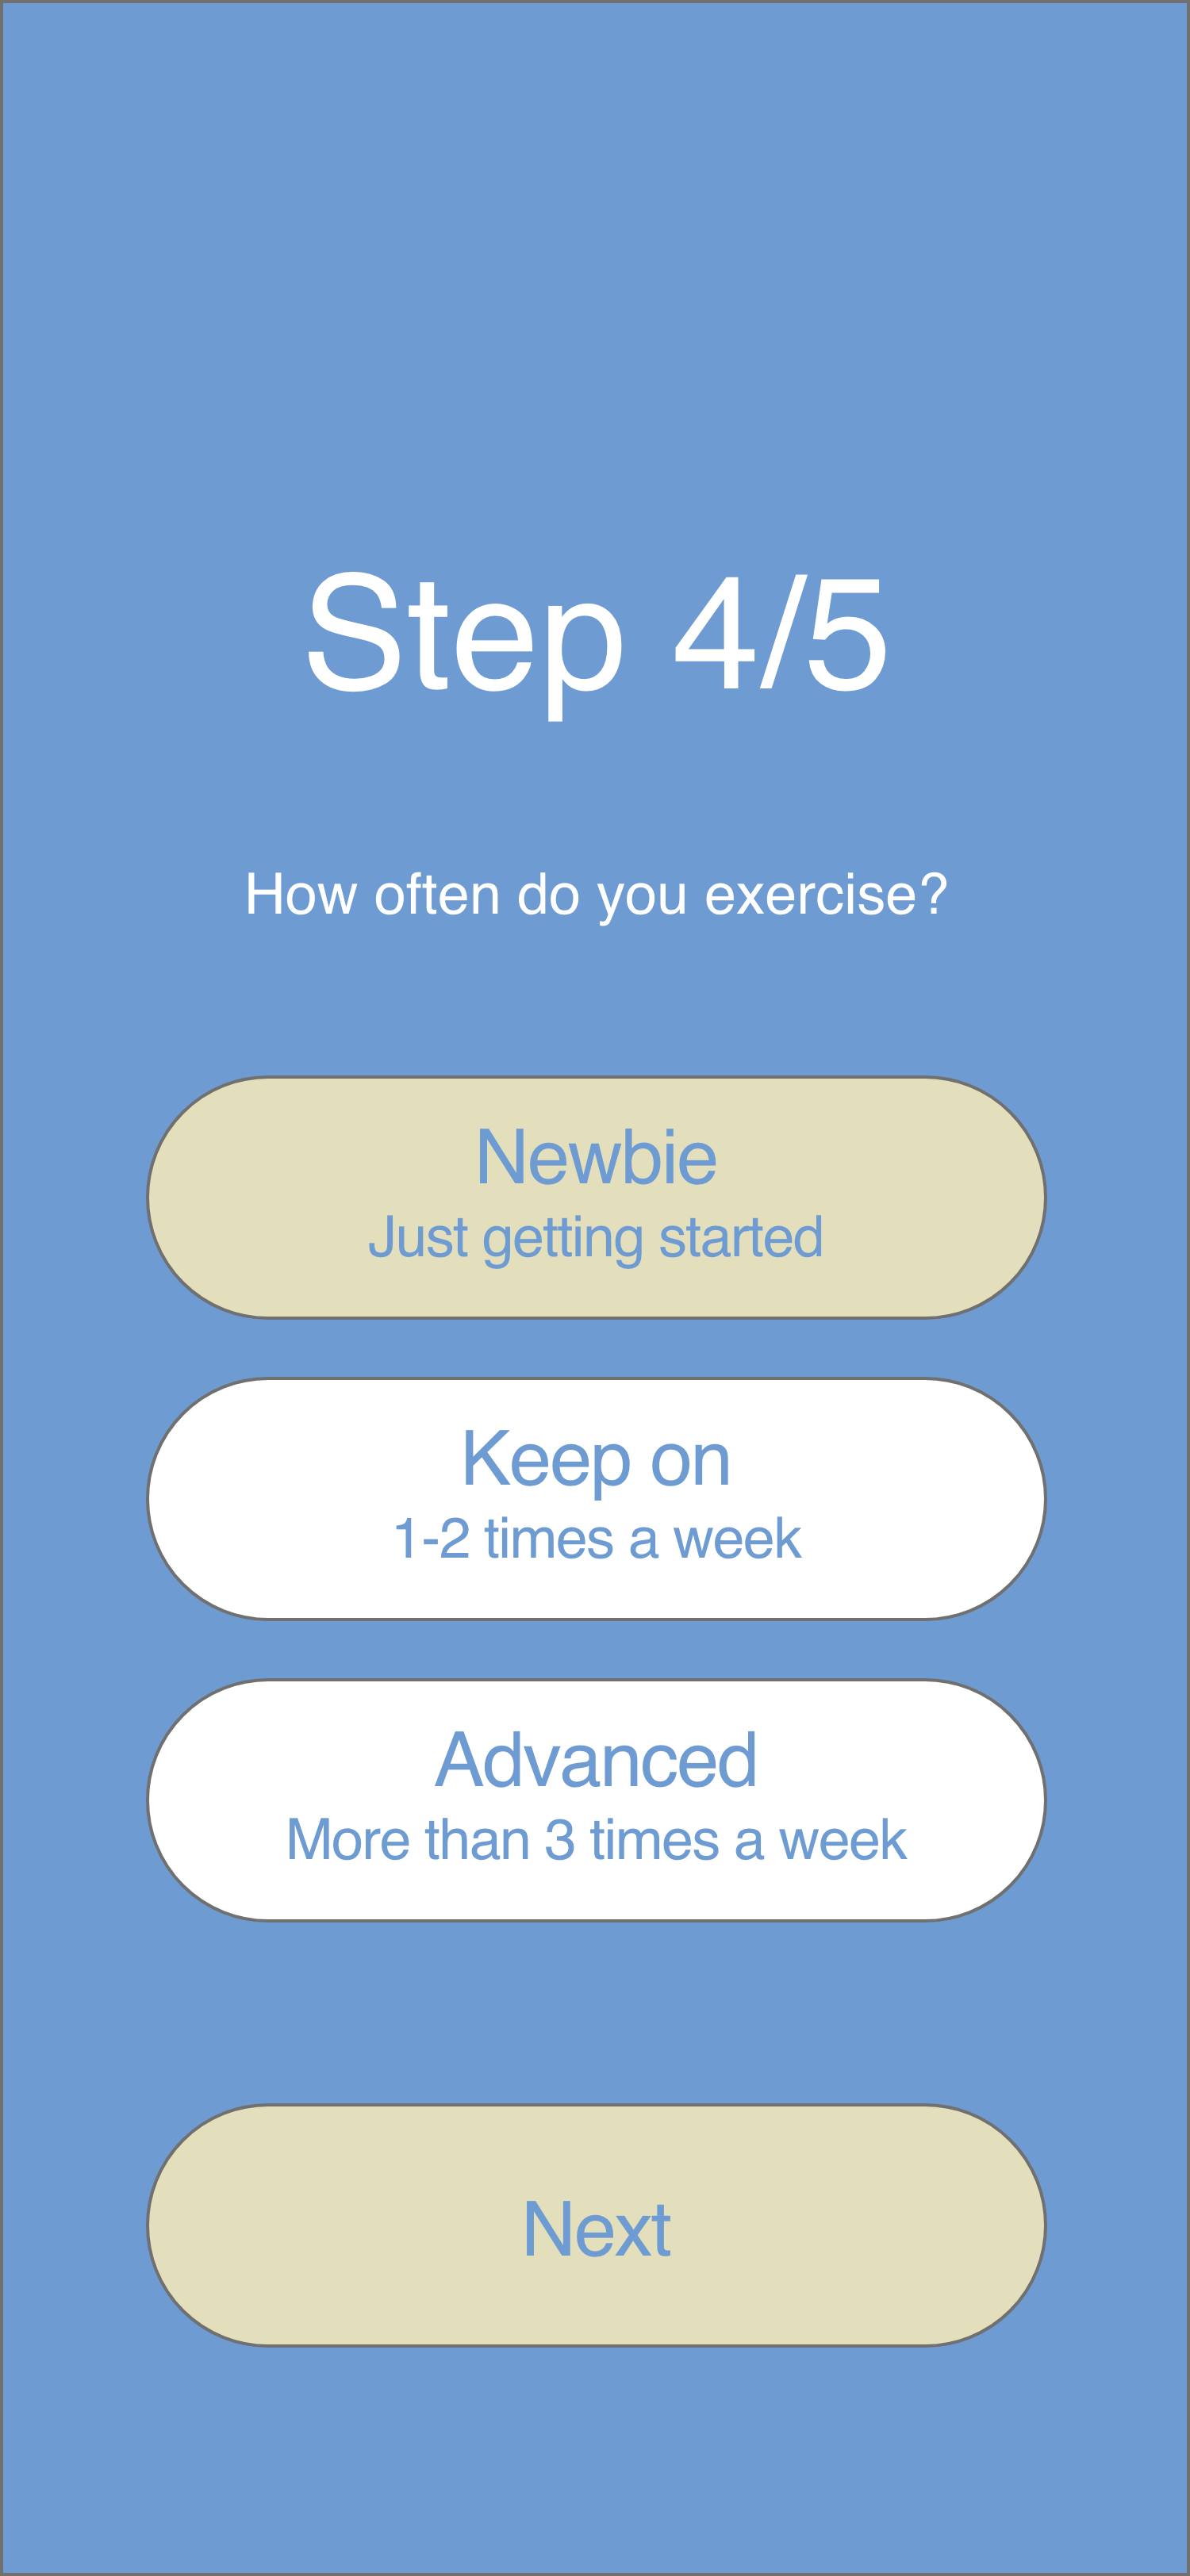 Step 4/5
How often do you exercise?
Newbie
Just getting started
Keep on
1-2 times a week
Advanced
More than 3 times a week
Next